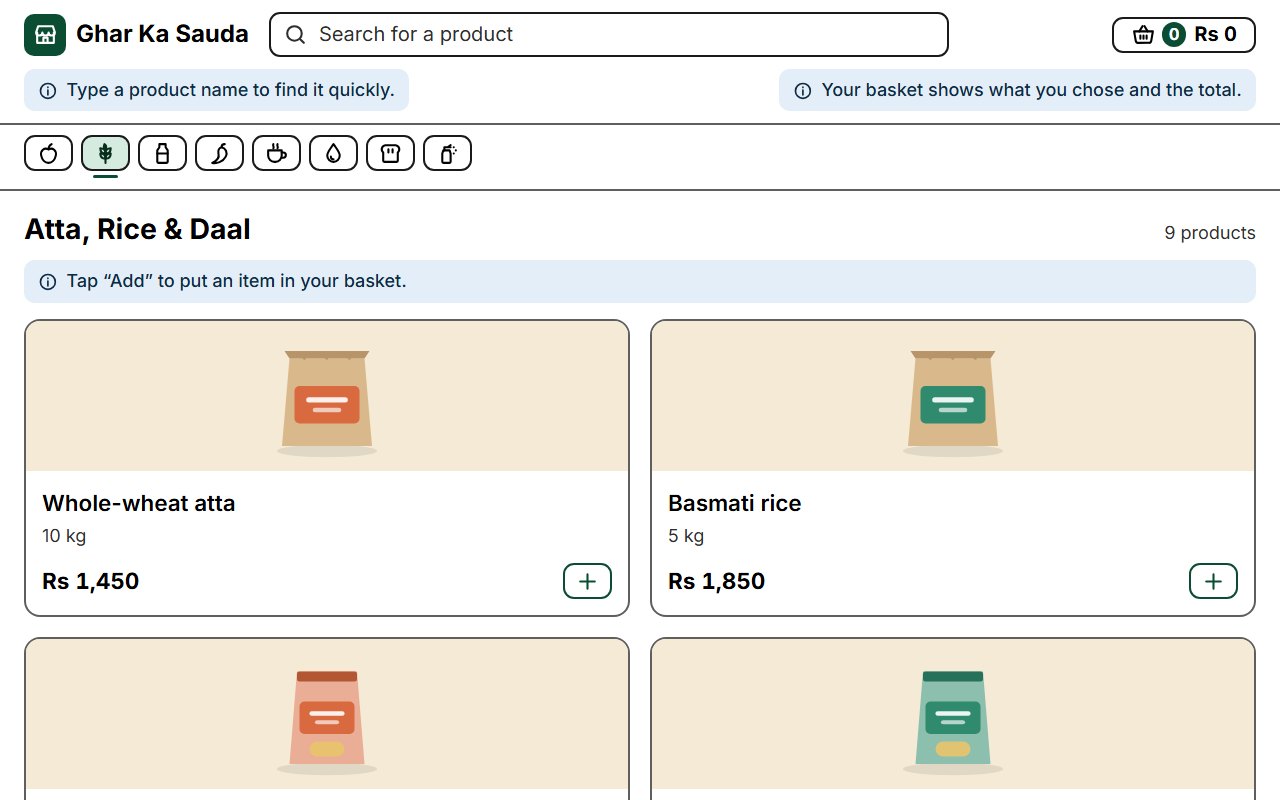 Ghar Ka Sauda
Search for a product
0 Rs 0
Type a product name to find it quickly.
Your basket shows what you chose and the total.
Atta, Rice & Daal
9 products
Tap “Add” to put an item in your basket.
Whole-wheat atta
10 kg
Rs 1,450
Basmati rice
5 kg
Rs 1,850